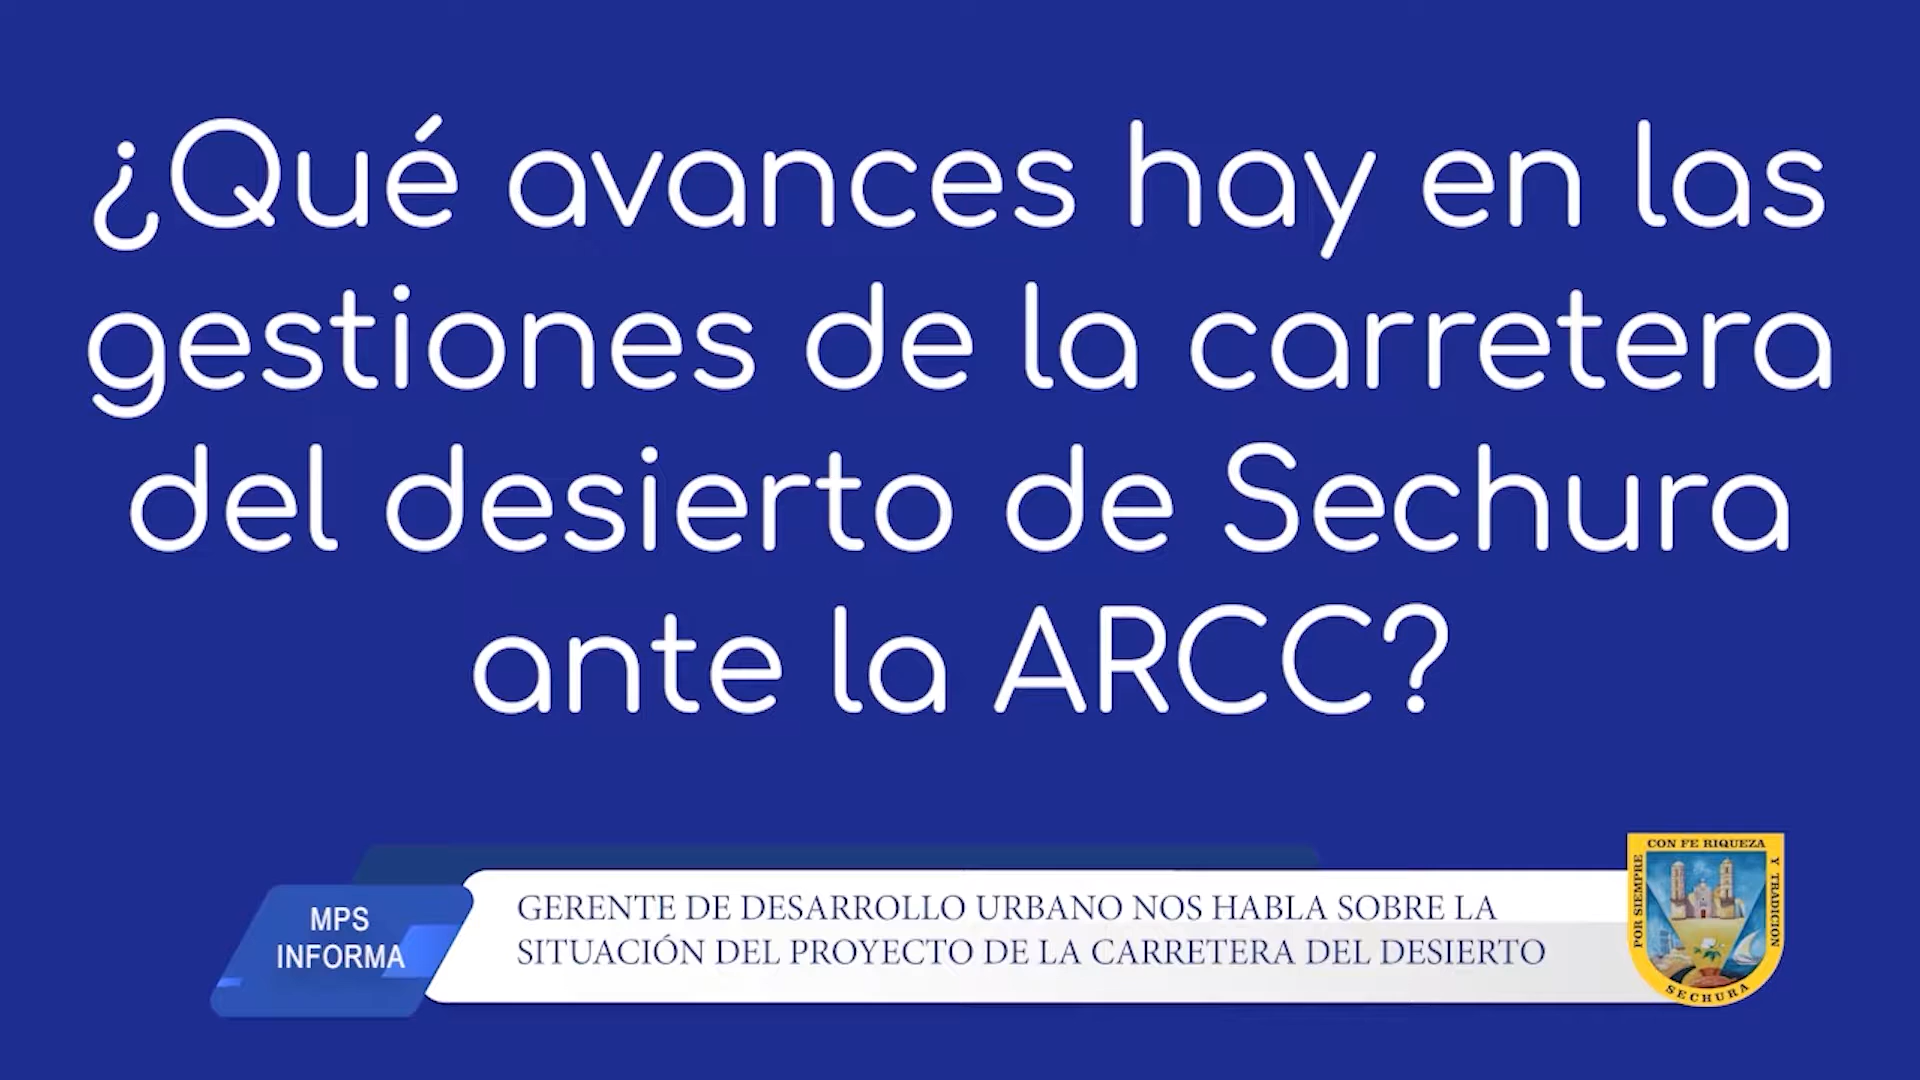 ¿Qué avances hay en las
gestiones de la carretera
del desierto de Sechura
ante la ARCC?
MPS
INFORMA
GERENTE DE DESARROLLO URBANO NOS HABLA SOBRE LA
SITUACIÓN DEL PROYECTO DE LA CARRETERA DEL DESIERTO
POR SIEMPRE
CON FE RIQUEZA
Y TRADICION
SECHURA